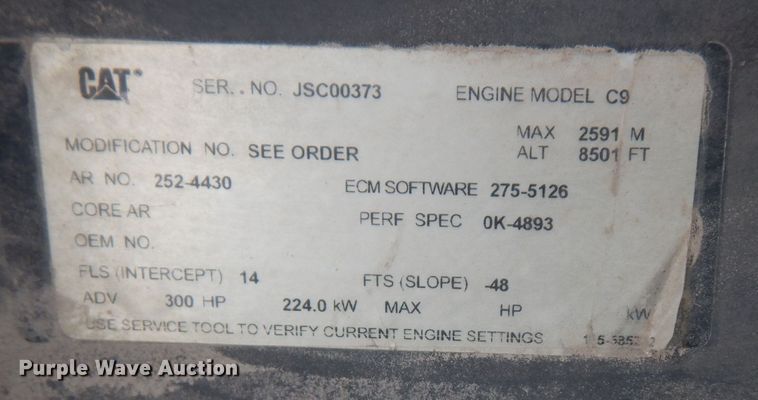 CAT® SER. . NO. JSC00373 ENGINE MODEL C9
MAX 2591 M
MODIFICATION NO. SEE ORDER ALT 8501 FT
AR NO. 252-4430 ECM SOFTWARE 275-5126
CORE AR PERF SPEC 0K-4893
OEM NO.
FLS (INTERCEPT) 14 FTS (SLOPE) -48
ADV 300 HP 224.0 kW MAX HP kW
USE SERVICE TOOL TO VERIFY CURRENT ENGINE SETTINGS
Purple Wave Auction